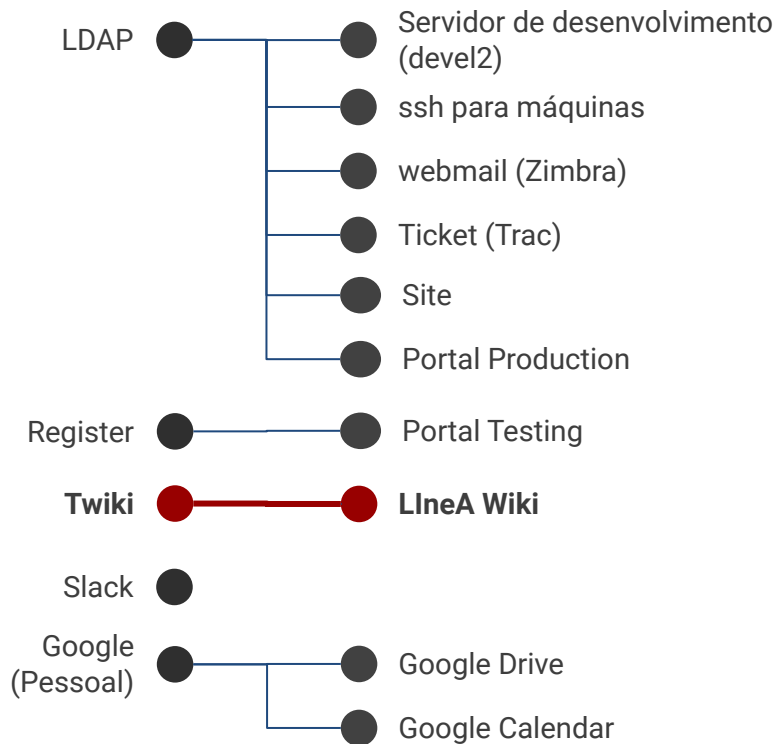 LDAP
Servidor de desenvolvimento
(devel2)
ssh para máquinas
webmail (Zimbra)
Ticket (Trac)
Site
Portal Production
Register
Portal Testing
Twiki
LIneA Wiki
Slack
Google
(Pessoal)
Google Drive
Google Calendar